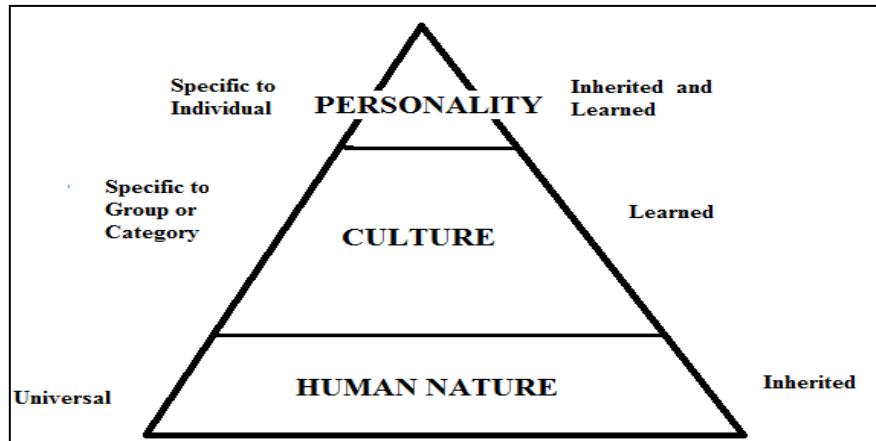 Specific to
Individual
PERSONALITY
Inherited and
Learned
Specific to
Group or
Category
CULTURE
Learned
Universal
HUMAN NATURE
Inherited